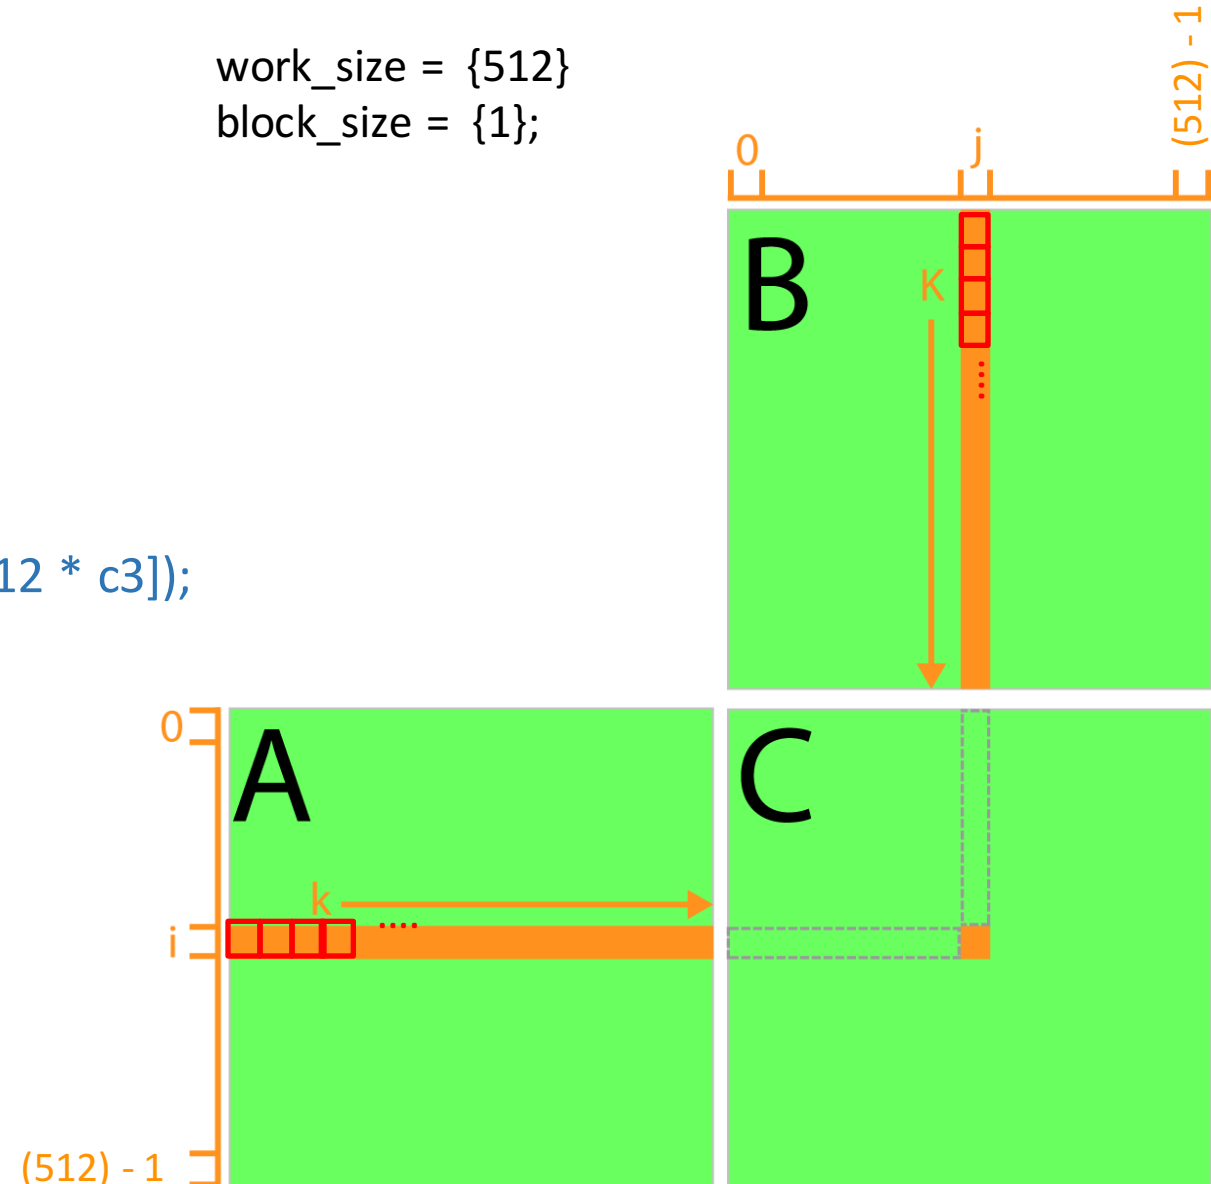 work_size = {512}
block_size = {1};
(512) - 1
0
j
B
K
12 * c3]);
0
A
C
k
i
(512) - 1